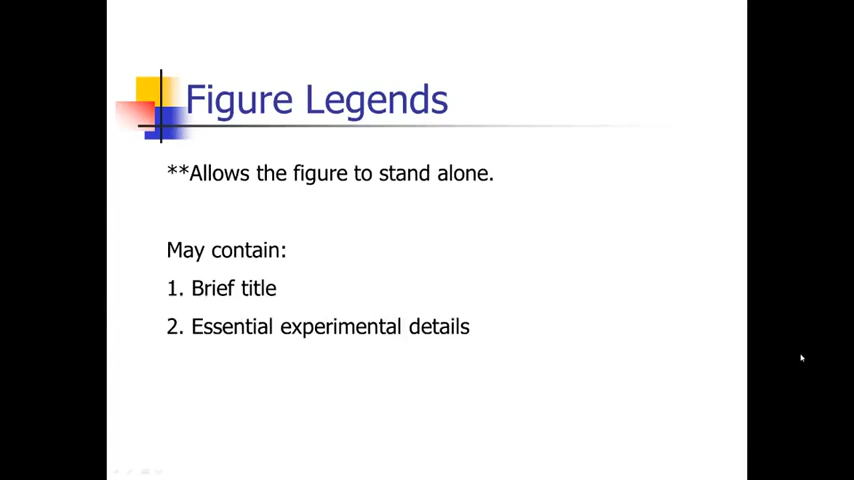 Figure Legends
**Allows the figure to stand alone.
May contain:
1. Brief title
2. Essential experimental details